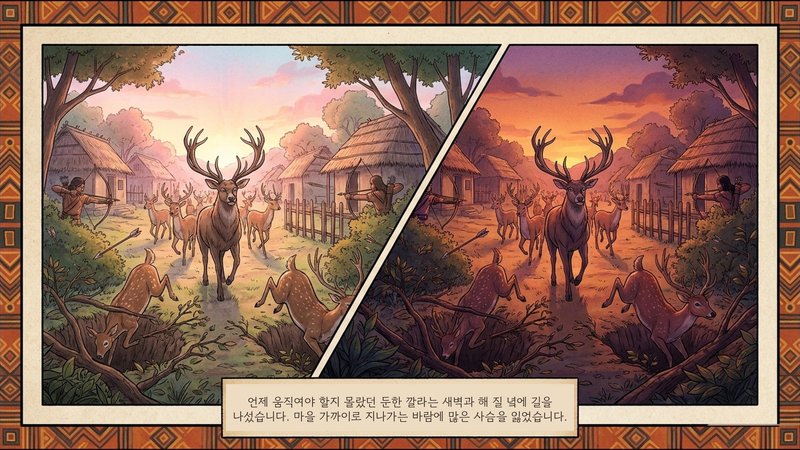 언제 움직여야 할지 몰랐던 둔한 깔라는 새벽과 해 질 녘에 길을
나섰습니다. 마을 가까이로 지나가는 바람에 많은 사슴을 잃었습니다.